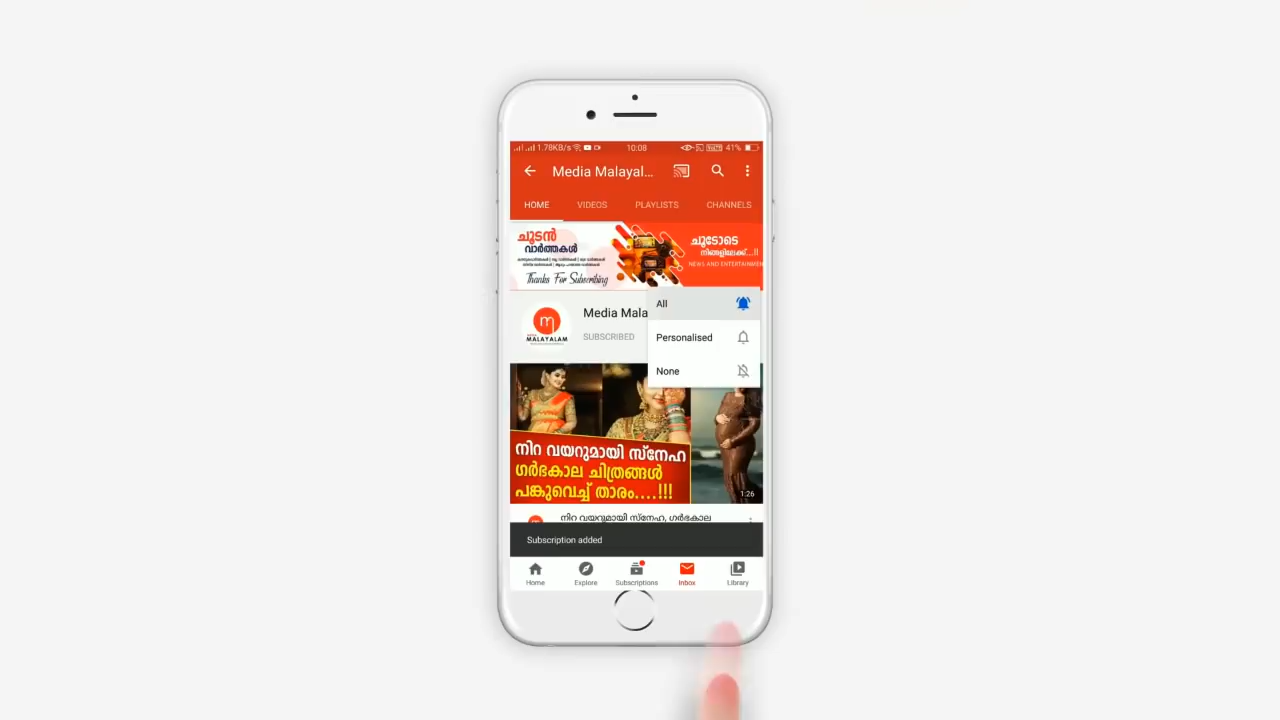 1.78KB/s 10:08 41%
Media Malayal...
HOME VIDEOS PLAYLISTS CHANNELS
ചൂടൻ
വാർത്തകൾ
Thanks For Subscribing
ചൂടോടെ
നിങ്ങളിലേക്ക്...!!
NEWS AND ENTERTAINMEN
All
Media Mala
m
MALAYALAM
SUBSCRIBED
Personalised
None
നിറ വയറുമായി സ്നേഹ
ഗർഭകാല ചിത്രങ്ങൾ
പങ്കുവെച്ച് താരം....!!!
1:26
നിറ വയറുമായി സ്നേഹ, ഗർഭകാല
Subscription added
Home Explore Subscriptions Inbox Library